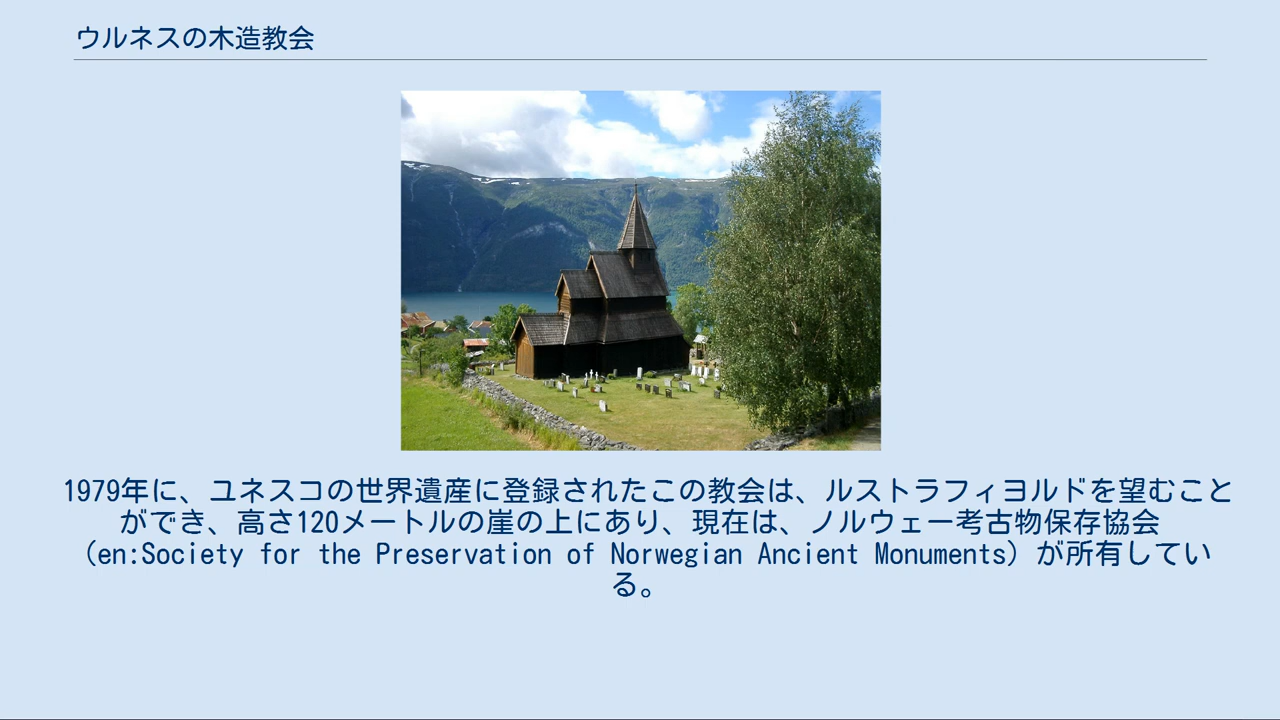 ウルネスの木造教会
1979年に、ユネスコの世界遺産に登録されたこの教会は、ルストラフィヨルドを望むこと
ができ、高さ120メートルの崖の上にあり、現在は、ノルウェー考古物保存協会
（en:Society for the Preservation of Norwegian Ancient Monuments）が所有してい
る。